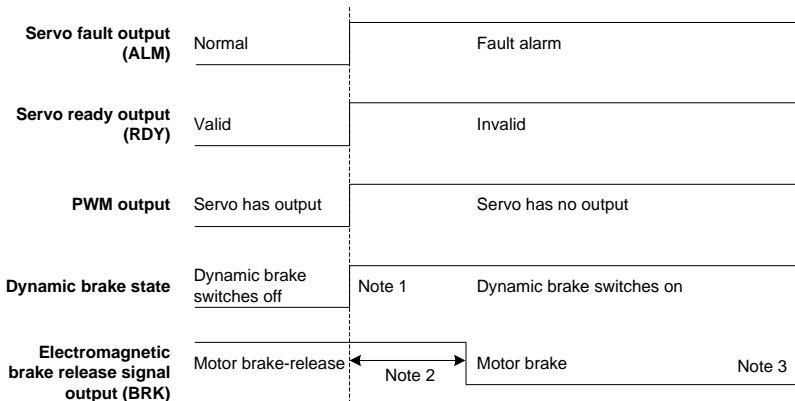 Servo fault output
(ALM)
Normal
Fault alarm
Servo ready output
(RDY)
Valid
Invalid
PWM output
Servo has output
Servo has no output
Dynamic brake state
Dynamic brake
switches off
Note 1
Dynamic brake switches on
Electromagnetic
brake release signal
output (BRK)
Motor brake-release
Note 2
Motor brake
Note 3